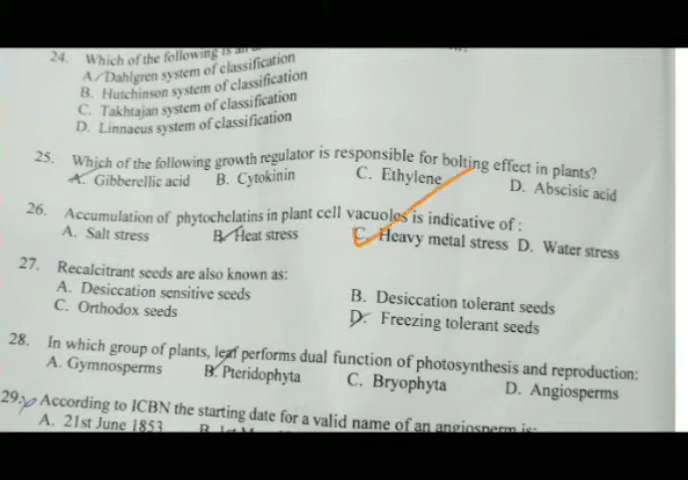 24. Which of the following is an
A. Dahlgren system of classification
B. Hutchinson system of classification
C. Takhtajan system of classification
D. Linnaeus system of classification
25. Which of the following growth regulator is responsible for bolting effect in plants?
A. Gibberellic acid B. Cytokinin C. Ethylene D. Abscisic acid
26. Accumulation of phytochelatins in plant cell vacuoles is indicative of :
A. Salt stress B. Heat stress C. Heavy metal stress D. Water stress
27. Recalcitrant seeds are also known as:
A. Desiccation sensitive seeds B. Desiccation tolerant seeds
C. Orthodox seeds D. Freezing tolerant seeds
28. In which group of plants, leaf performs dual function of photosynthesis and reproduction:
A. Gymnosperms B. Pteridophyta C. Bryophyta D. Angiosperms
29. According to ICBN the starting date for a valid name of an angiosperm is:
A. 21st June 1853 B.